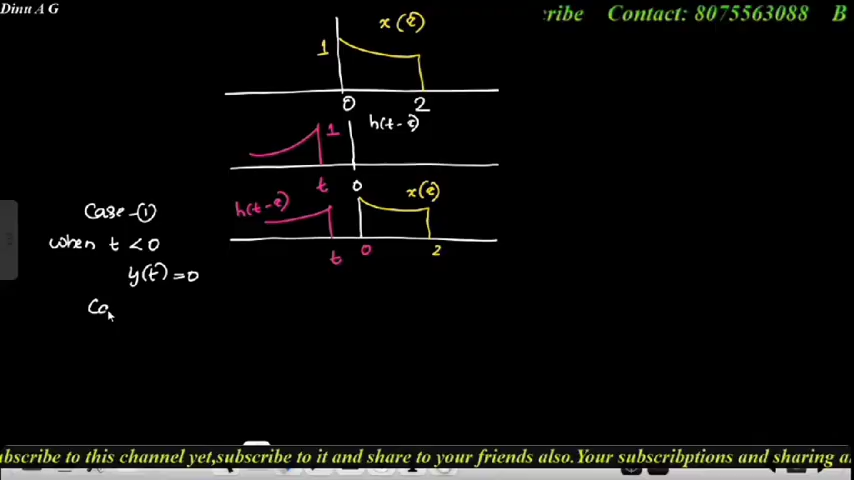 Dinu A G
:ribe Contact: 8075563088 B
x(τ)
1
0 2
h(t-τ)
1
t 0
h(t-τ) x(τ)
t 0 2
Case-①
when t <0
y(t) =0
Ca
bscribe to this channel yet,subscribe to it and share to your friends also.Your subscribptions and sharing a